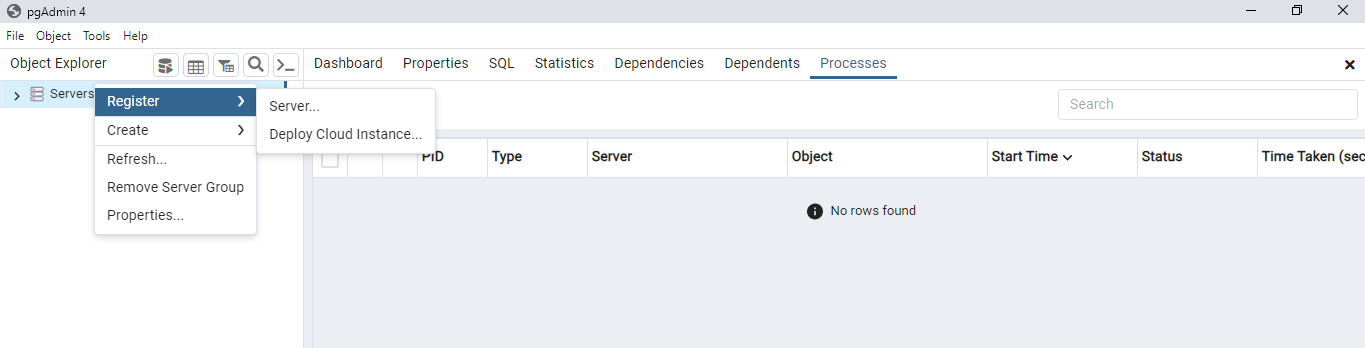 pgAdmin 4
File Object Tools Help
Object Explorer
Dashboard Properties SQL Statistics Dependencies Dependents Processes
Servers
Register
Server...
Search
Create
Deploy Cloud Instance...
Refresh...
PID Type Server Object Start Time Status Time Taken (sec
Remove Server Group
Properties...
No rows found